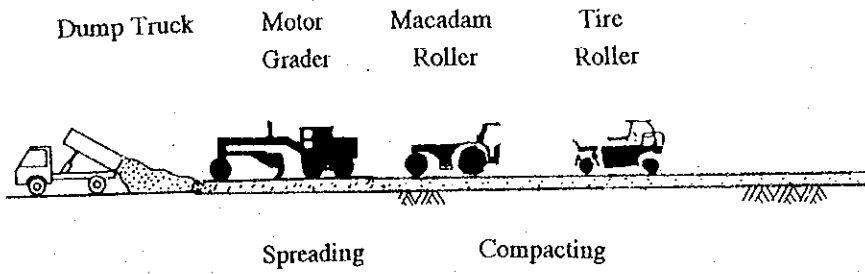 Dump Truck Motor Macadam Tire
Grader Roller Roller
Spreading Compacting